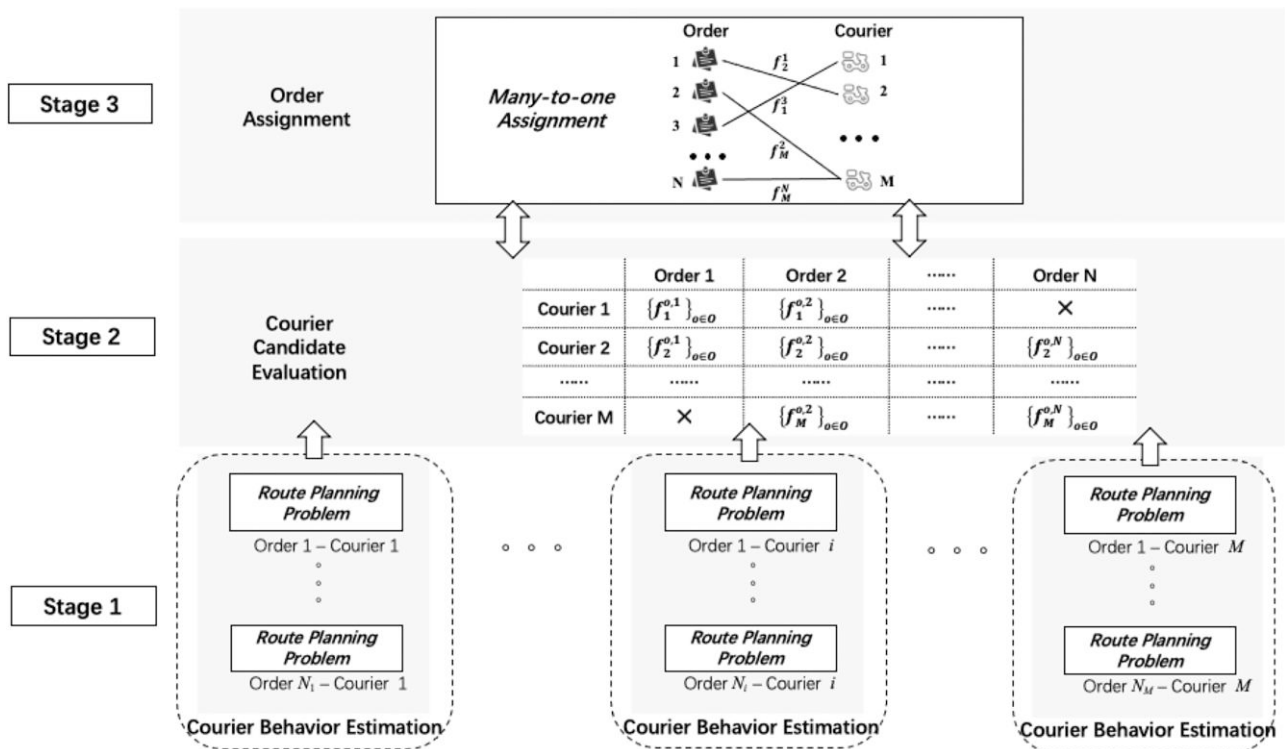 Order Courier
1 f_2^1 1
Stage 3
Order
Assignment
Many-to-one
Assignment
2 f_1^3 2
3 • • •
• • • f_M^2
N f_M^N M
Order 1 Order 2 …… Order N
Courier 1 {f_1^{o,1}}_{o∈O} {f_1^{o,2}}_{o∈O} …… ×
Stage 2
Courier
Candidate
Evaluation
Courier 2 {f_2^{o,1}}_{o∈O} {f_2^{o,2}}_{o∈O} …… {f_2^{o,N}}_{o∈O}
…… …… …… …… ……
Courier M × {f_M^{o,2}}_{o∈O} …… {f_M^{o,N}}_{o∈O}
Stage 1
Route Planning
Problem
Order 1 – Courier 1
Route Planning
Problem
Order N_1 – Courier 1
Courier Behavior Estimation
Route Planning
Problem
Order 1 – Courier i
Route Planning
Problem
Order N_i – Courier i
Courier Behavior Estimation
Route Planning
Problem
Order 1 – Courier M
Route Planning
Problem
Order N_M – Courier M
Courier Behavior Estimation